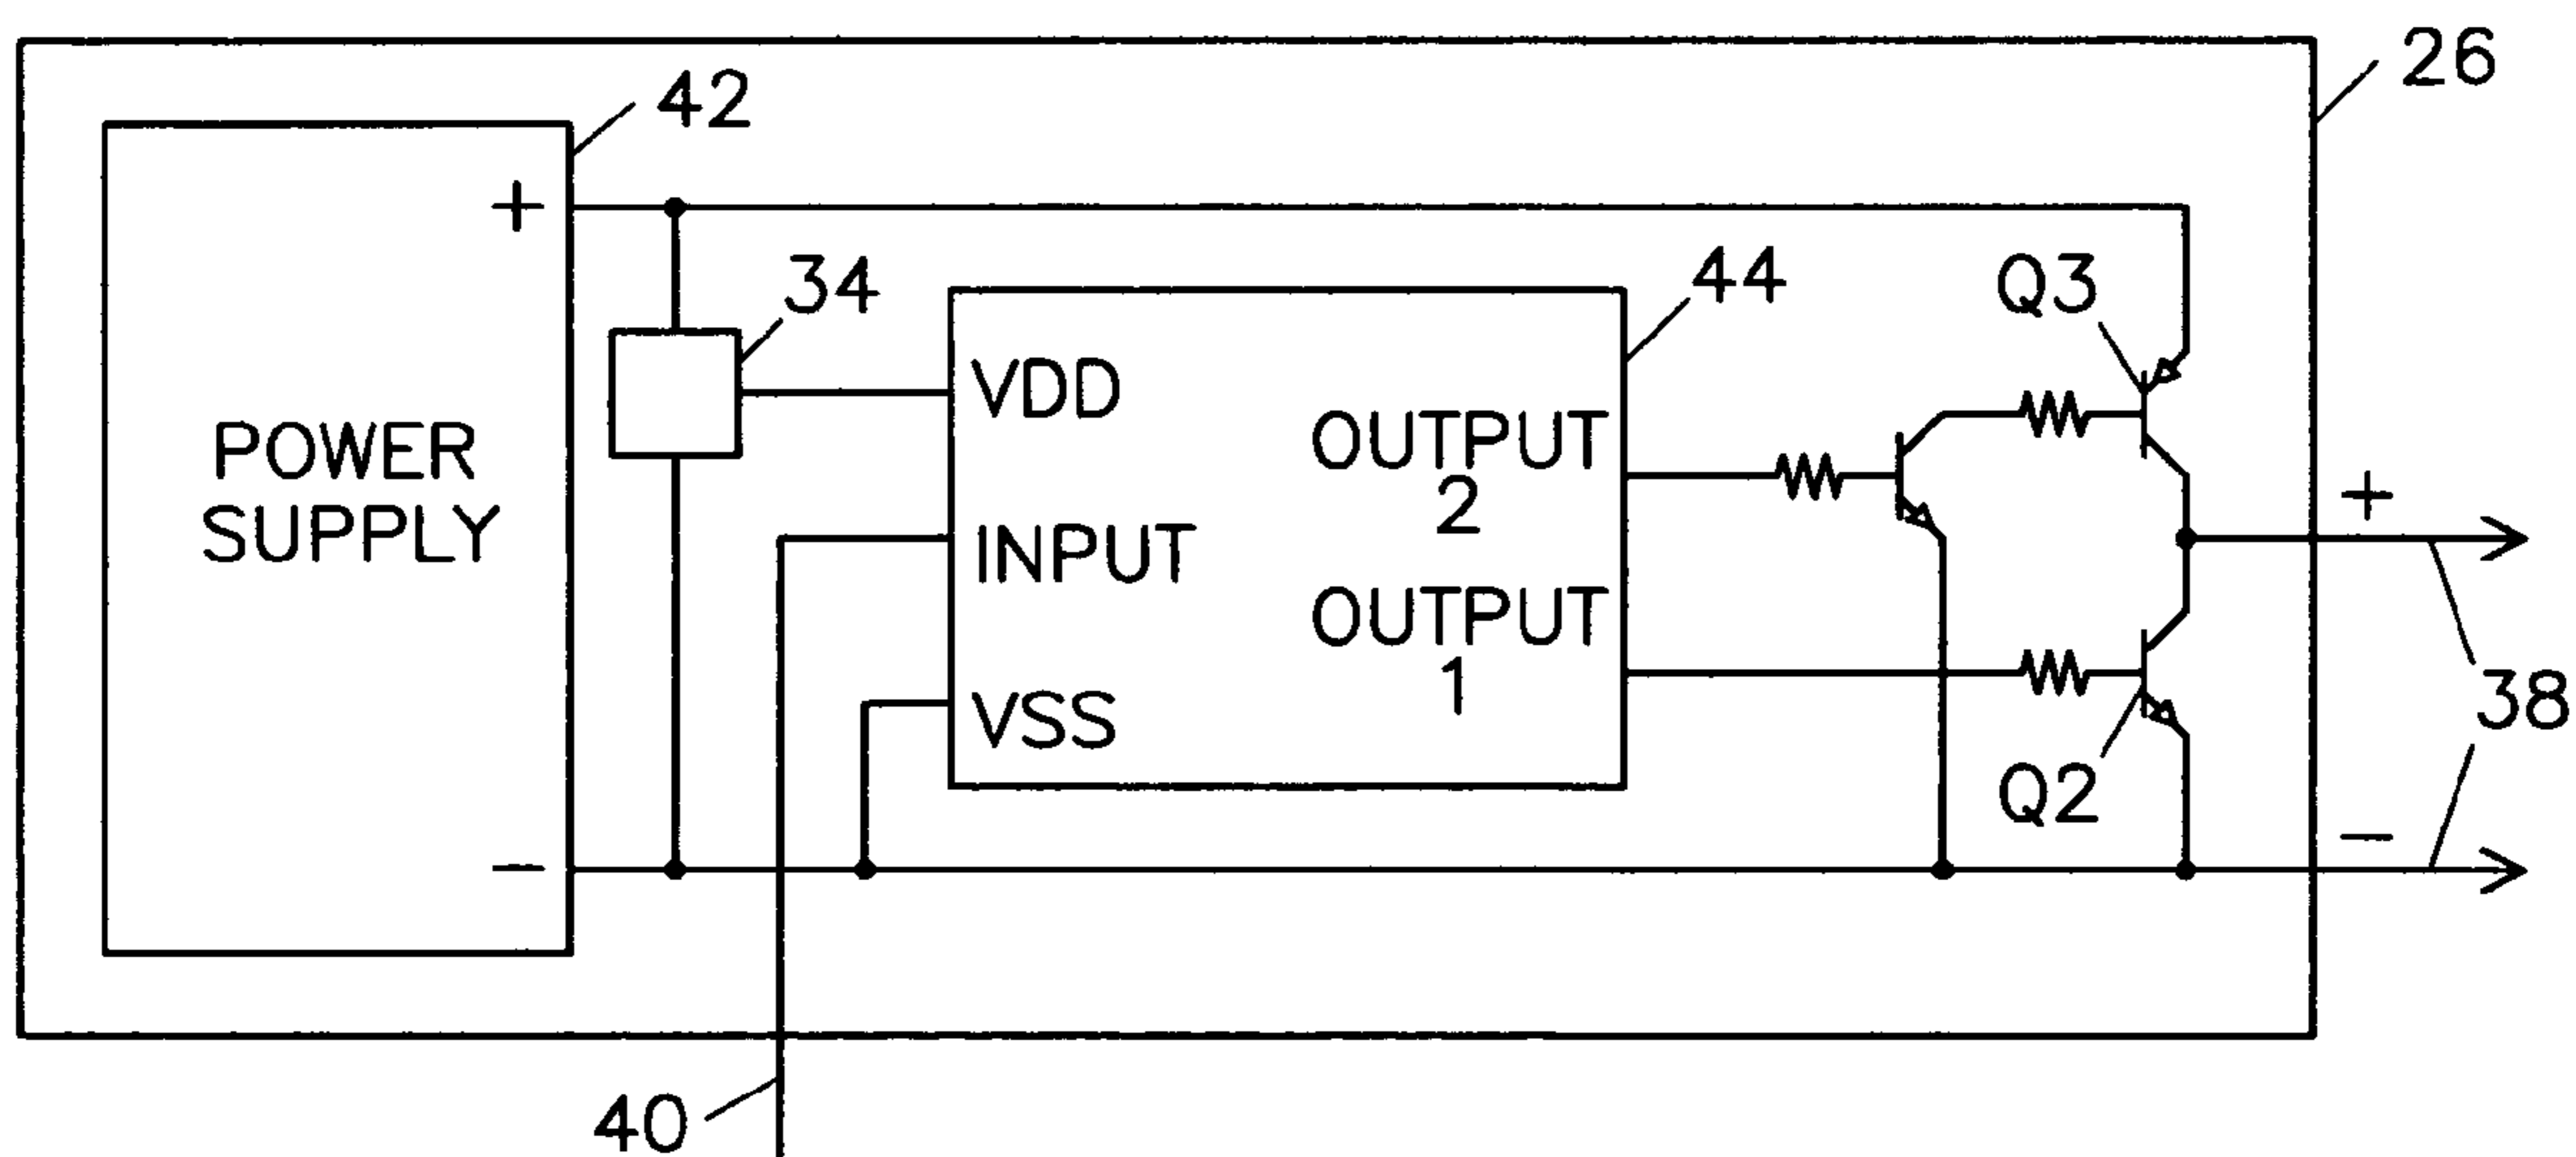 26
42
+
34
44
Q3
VDD
POWER
SUPPLY
OUTPUT
2
+
INPUT
OUTPUT
1
38
VSS
Q2
−
−
40